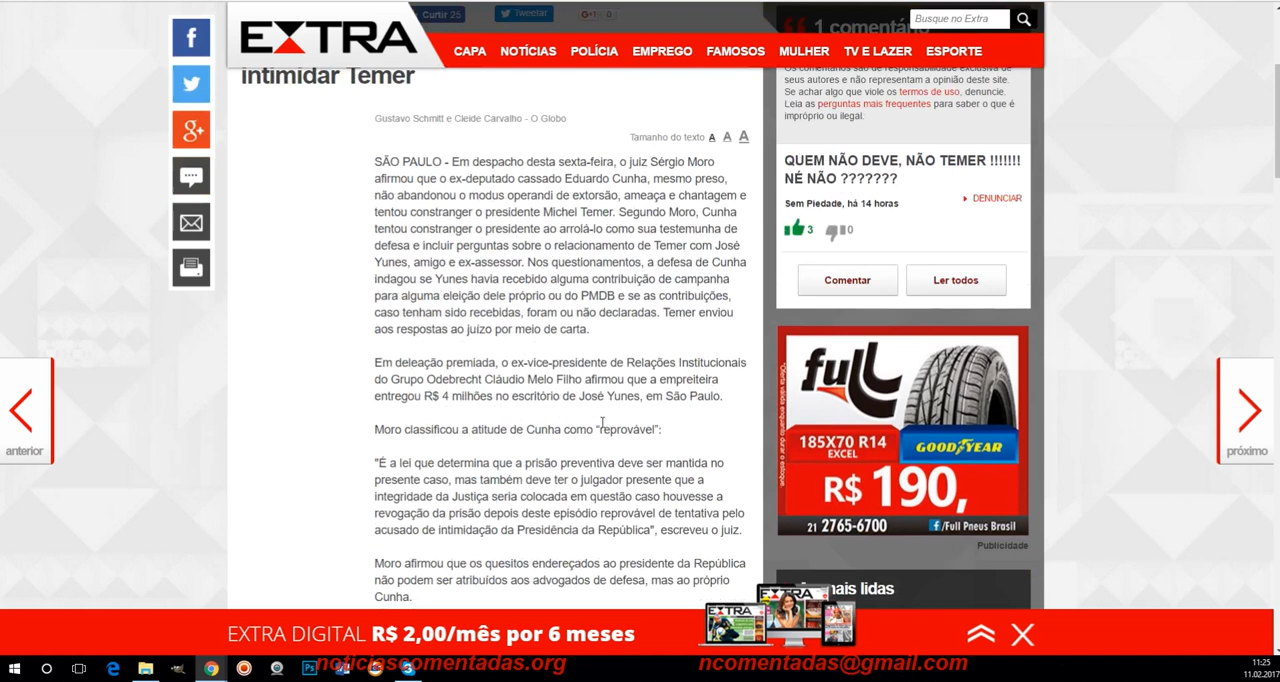 Curtir 25
Tweetar
G+1 0
1 comentário
Busque no Extra
EXTRA
CAPA NOTÍCIAS POLÍCIA EMPREGO FAMOSOS MULHER TV E LAZER ESPORTE
intimidar Temer
Gustavo Schmitt e Cleide Carvalho - O Globo
Tamanho do texto A A A
SÃO PAULO - Em despacho desta sexta-feira, o juiz Sérgio Moro
afirmou que o ex-deputado cassado Eduardo Cunha, mesmo preso,
não abandonou o modus operandi de extorsão, ameaça e chantagem e
tentou constranger o presidente Michel Temer. Segundo Moro, Cunha
tentou constranger o presidente ao arrolá-lo como sua testemunha de
defesa e incluir perguntas sobre o relacionamento de Temer com José
Yunes, amigo e ex-assessor. Nos questionamentos, a defesa de Cunha
indagou se Yunes havia recebido alguma contribuição de campanha
para alguma eleição dele próprio ou do PMDB e se as contribuições,
caso tenham sido recebidas, foram ou não declaradas. Temer enviou
aos respostas ao juízo por meio de carta.
Em deleação premiada, o ex-vice-presidente de Relações Institucionais
do Grupo Odebrecht Cláudio Melo Filho afirmou que a empreiteira
entregou R$ 4 milhões no escritório de José Yunes, em São Paulo.
Moro classificou a atitude de Cunha como “reprovável”:
"É a lei que determina que a prisão preventiva deve ser mantida no
presente caso, mas também deve ter o julgador presente que a
integridade da Justiça seria colocada em questão caso houvesse a
revogação da prisão depois deste episódio reprovável de tentativa pelo
acusado de intimidação da Presidência da República", escreveu o juiz.
Moro afirmou que os quesitos endereçados ao presidente da República
não podem ser atribuídos aos advogados de defesa, mas ao próprio
Cunha.
Os comentários são de responsabilidade exclusiva de
seus autores e não representam a opinião deste site.
Se achar algo que viole os termos de uso, denuncie.
Leia as perguntas mais frequentes para saber o que é
impróprio ou ilegal.
QUEM NÃO DEVE, NÃO TEMER !!!!!!!
NÉ NÃO ???????
DENUNCIAR
Sem Piedade, há 14 horas
3 0
Comentar Ler todos
full
185X70 R14
EXCEL
GOODYEAR
R$ 190,
21 2765-6700 /Full Pneus Brasil
Publicidade
mais lidas
anterior
próximo
EXTRA DIGITAL R$ 2,00/mês por 6 meses
EXTRA
EXTRA
noticiascomentadas.org ncomentadas@gmail.com
11:25
11.02.2017